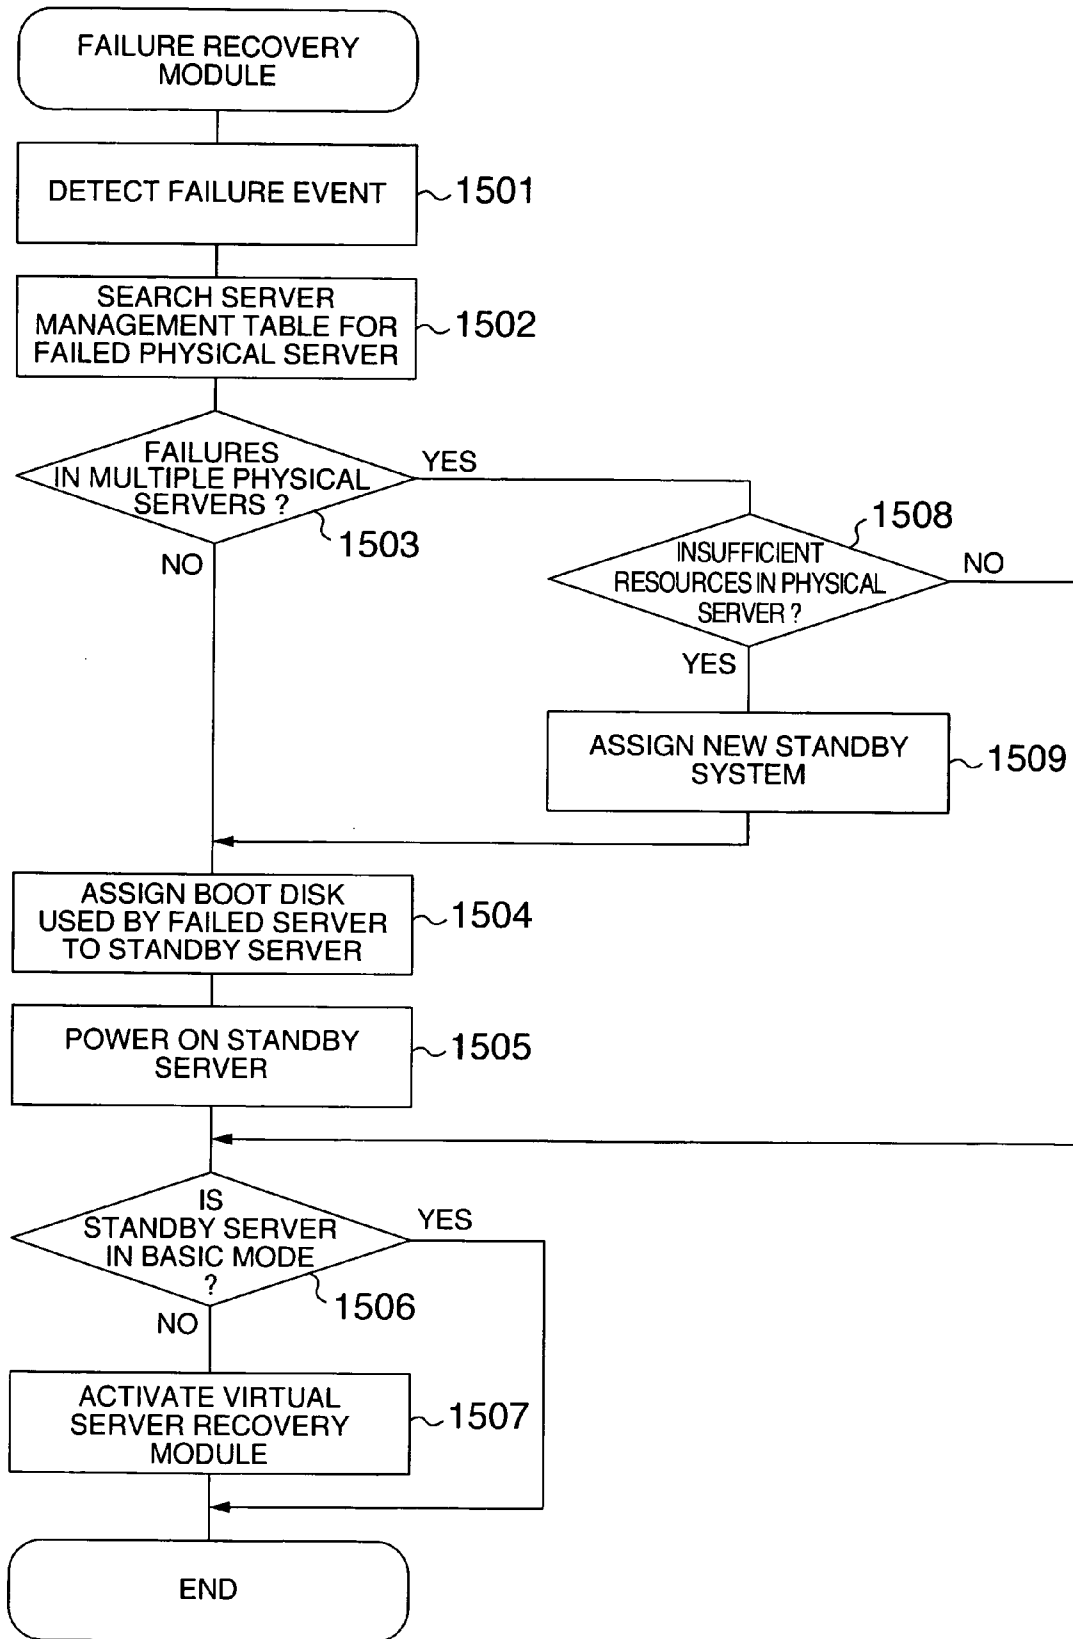 FAILURE RECOVERY
MODULE
DETECT FAILURE EVENT
1501
SEARCH SERVER
MANAGEMENT TABLE FOR
FAILED PHYSICAL SERVER
1502
FAILURES
IN MULTIPLE PHYSICAL
SERVERS ?
YES
1503
NO
1508
INSUFFICIENT
RESOURCES IN PHYSICAL
SERVER ?
NO
YES
ASSIGN NEW STANDBY
SYSTEM
1509
ASSIGN BOOT DISK
USED BY FAILED SERVER
TO STANDBY SERVER
1504
POWER ON STANDBY
SERVER
1505
IS
STANDBY SERVER
IN BASIC MODE
?
YES
1506
NO
ACTIVATE VIRTUAL
SERVER RECOVERY
MODULE
1507
END